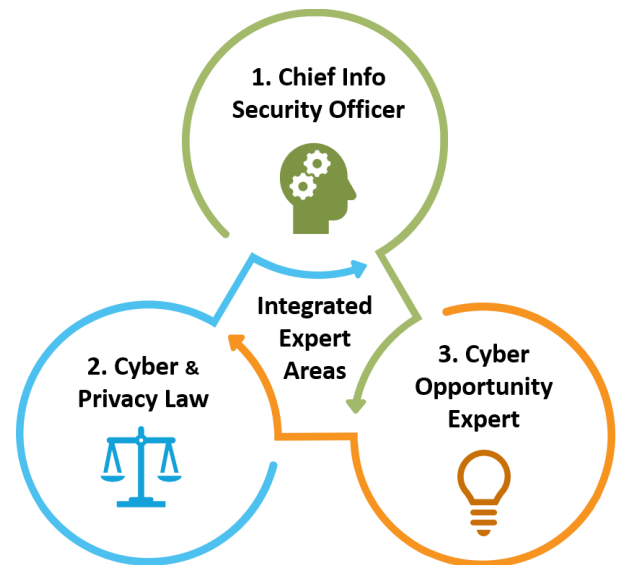 1. Chief Info
Security Officer
Integrated
Expert
Areas
2. Cyber &
Privacy Law
3. Cyber
Opportunity
Expert